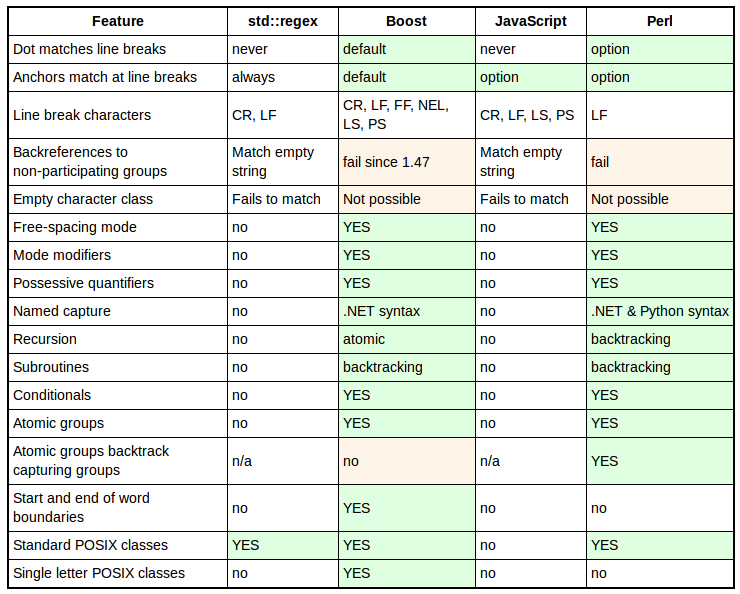 Feature std::regex Boost JavaScript Perl
Dot matches line breaks never default never option
Anchors match at line breaks always default option option
Line break characters CR, LF CR, LF, FF, NEL, LS, PS CR, LF, LS, PS LF
Backreferences to non-participating groups Match empty string fail since 1.47 Match empty string fail
Empty character class Fails to match Not possible Fails to match Not possible
Free-spacing mode no YES no YES
Mode modifiers no YES no YES
Possessive quantifiers no YES no YES
Named capture no .NET syntax no .NET & Python syntax
Recursion no atomic no backtracking
Subroutines no backtracking no backtracking
Conditionals no YES no YES
Atomic groups no YES no YES
Atomic groups backtrack capturing groups n/a no n/a YES
Start and end of word boundaries no YES no no
Standard POSIX classes YES YES no YES
Single letter POSIX classes no YES no no